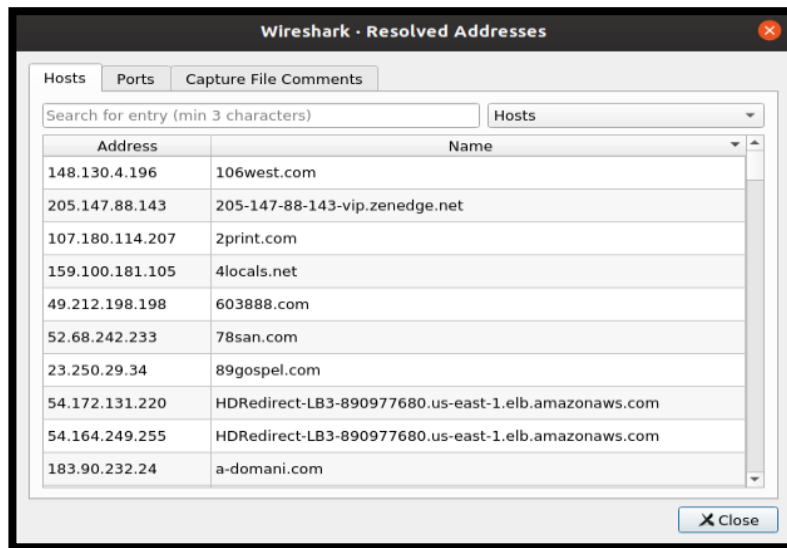 Wireshark · Resolved Addresses
Hosts Ports Capture File Comments
Search for entry (min 3 characters) Hosts
Address Name
148.130.4.196 106west.com
205.147.88.143 205-147-88-143-vip.zenedge.net
107.180.114.207 2print.com
159.100.181.105 4locals.net
49.212.198.198 603888.com
52.68.242.233 78san.com
23.250.29.34 89gospel.com
54.172.131.220 HDRedirect-LB3-890977680.us-east-1.elb.amazonaws.com
54.164.249.255 HDRedirect-LB3-890977680.us-east-1.elb.amazonaws.com
183.90.232.24 a-domani.com
Close